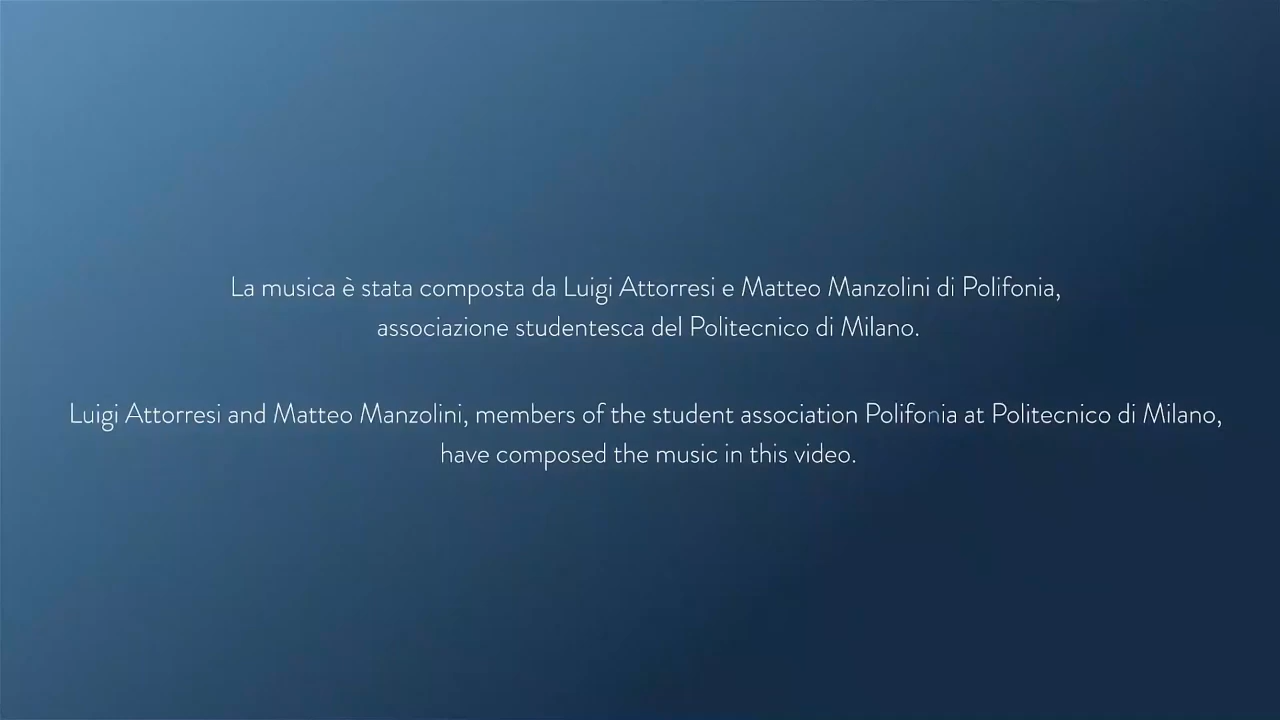 La musica è stata composta da Luigi Attorresi e Matteo Manzolini di Polifonia,
associazione studentesca del Politecnico di Milano.
Luigi Attorresi and Matteo Manzolini, members of the student association Polifonia at Politecnico di Milano,
have composed the music in this video.